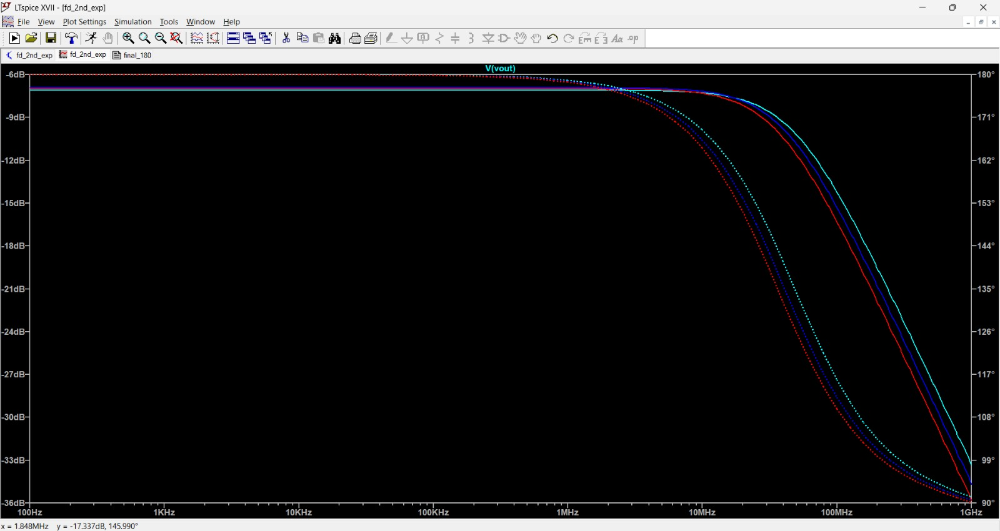 LTspice XVII - [fd_2nd_exp]
File View Plot Settings Simulation Tools Window Help
Aa .op
fd_2nd_exp fd_2nd_exp final_180
V(vout)
-6dB 180°
-9dB 171°
-12dB 162°
-15dB 153°
-18dB 144°
-21dB 135°
-24dB 126°
-27dB 117°
-30dB 108°
-33dB 99°
-36dB 90°
100Hz 1KHz 10KHz 100KHz 1MHz 10MHz 100MHz 1GHz
x = 1.848MHz y = -17.337dB, 145.990°